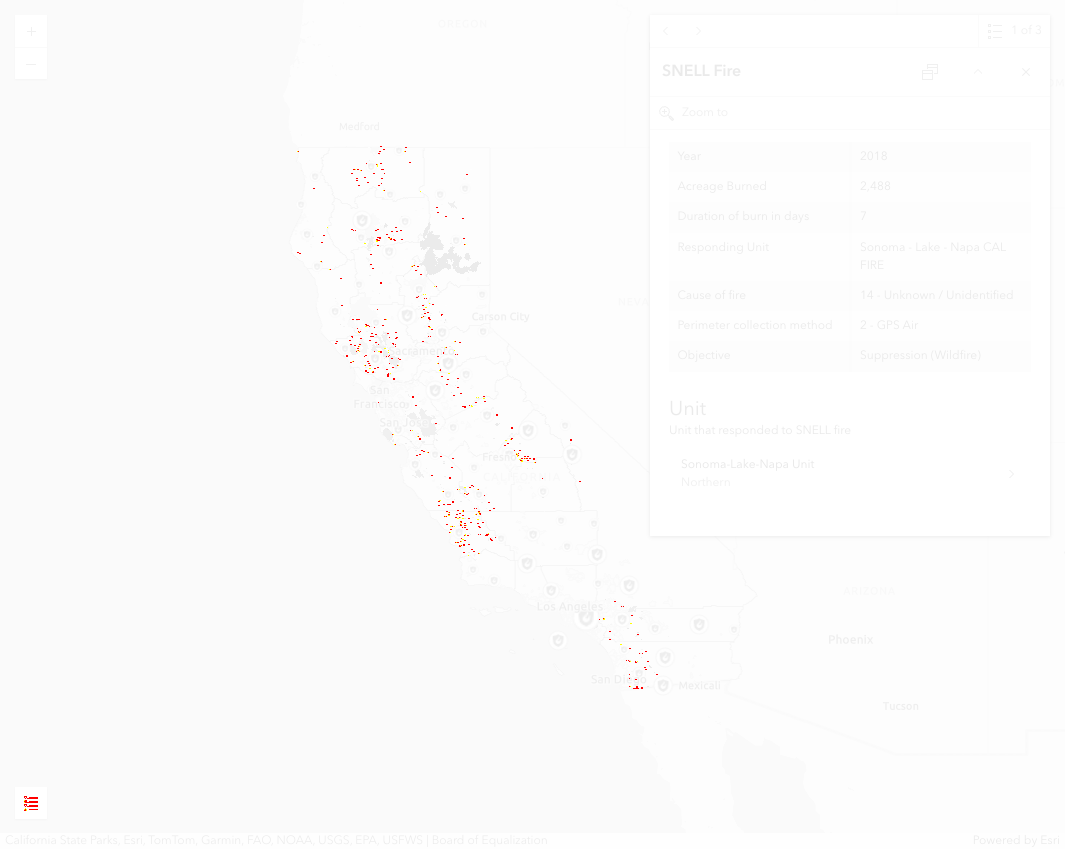 OREGON
1 of 3
SNELL Fire
Zoom to
Medford
Year 2018
Acreage Burned 2,488
Duration of burn in days 7
Responding Unit Sonoma - Lake - Napa CAL
FIRE
Cause of fire 14 - Unknown / Unidentified
NEVA
Carson City
Perimeter collection method 2 - GPS Air
Sacramento
Objective Suppression (Wildfire)
San
Francisco
Unit
San Jose
Unit that responded to SNELL fire
Fresno
Sonoma-Lake-Napa Unit
CALIFORNIA
Northern
ARIZONA
Los Angeles
Phoenix
San Diego
Mexicali
Tucson
California State Parks, Esri, TomTom, Garmin, FAO, NOAA, USGS, EPA, USFWS | Board of Equalization
Powered by Esri